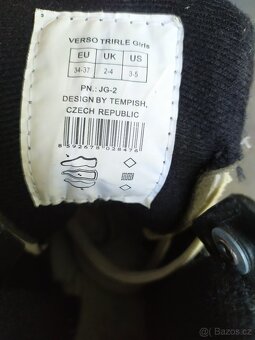 VERSO TRIRLE Girls
EU UK US
34-37 2-4 3-5
PN.: JG-2
DESIGN BY TEMPISH,
CZECH REPUBLIC
sbazos.cz